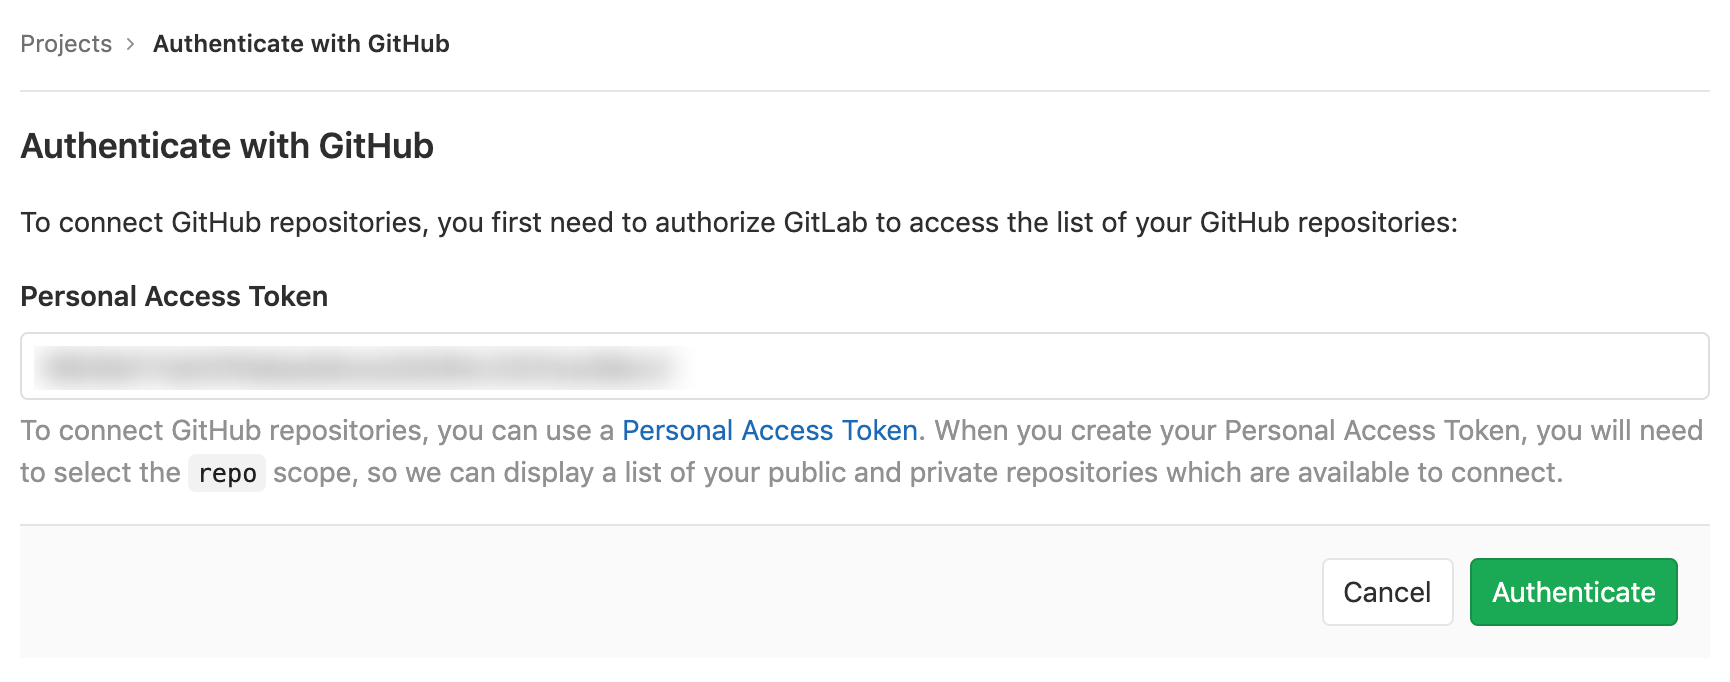 Projects > Authenticate with GitHub
Authenticate with GitHub
To connect GitHub repositories, you first need to authorize GitLab to access the list of your GitHub repositories:
Personal Access Token
To connect GitHub repositories, you can use a Personal Access Token. When you create your Personal Access Token, you will need
to select the repo scope, so we can display a list of your public and private repositories which are available to connect.
Cancel Authenticate